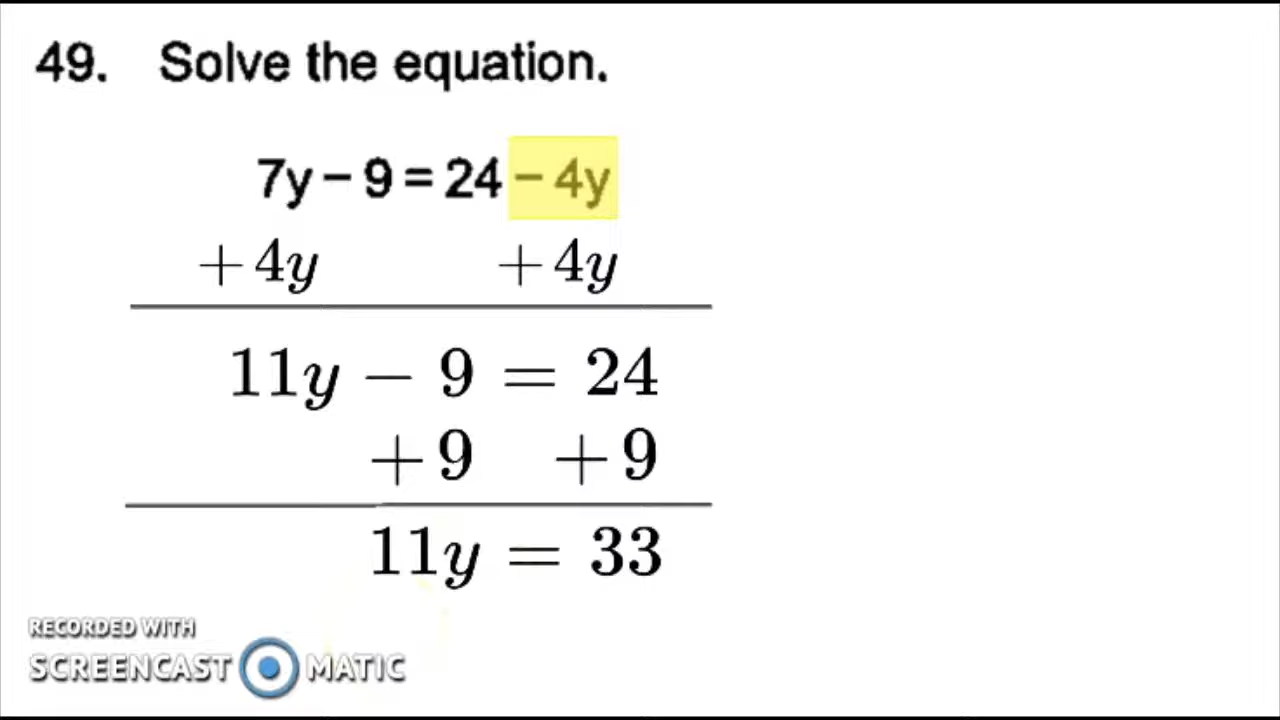 49. Solve the equation.
7y − 9 = 24 − 4y
+4y +4y
11y − 9 = 24
+9 +9
11y = 33
RECORDED WITH
SCREENCAST MATIC